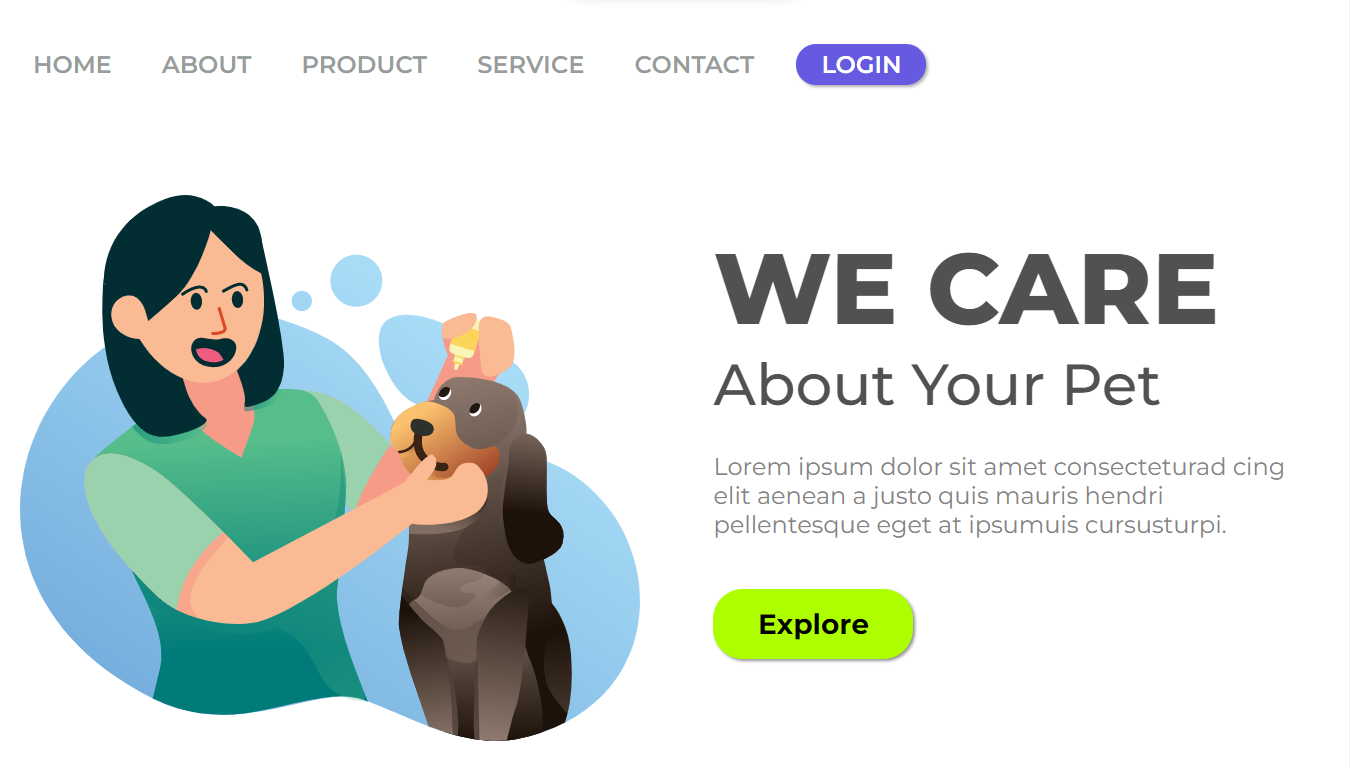 HOME ABOUT PRODUCT SERVICE CONTACT LOGIN
WE CARE
About Your Pet
Lorem ipsum dolor sit amet consecteturad cing
elit aenean a justo quis mauris hendri
pellentesque eget at ipsumuis cursusturpi.
Explore